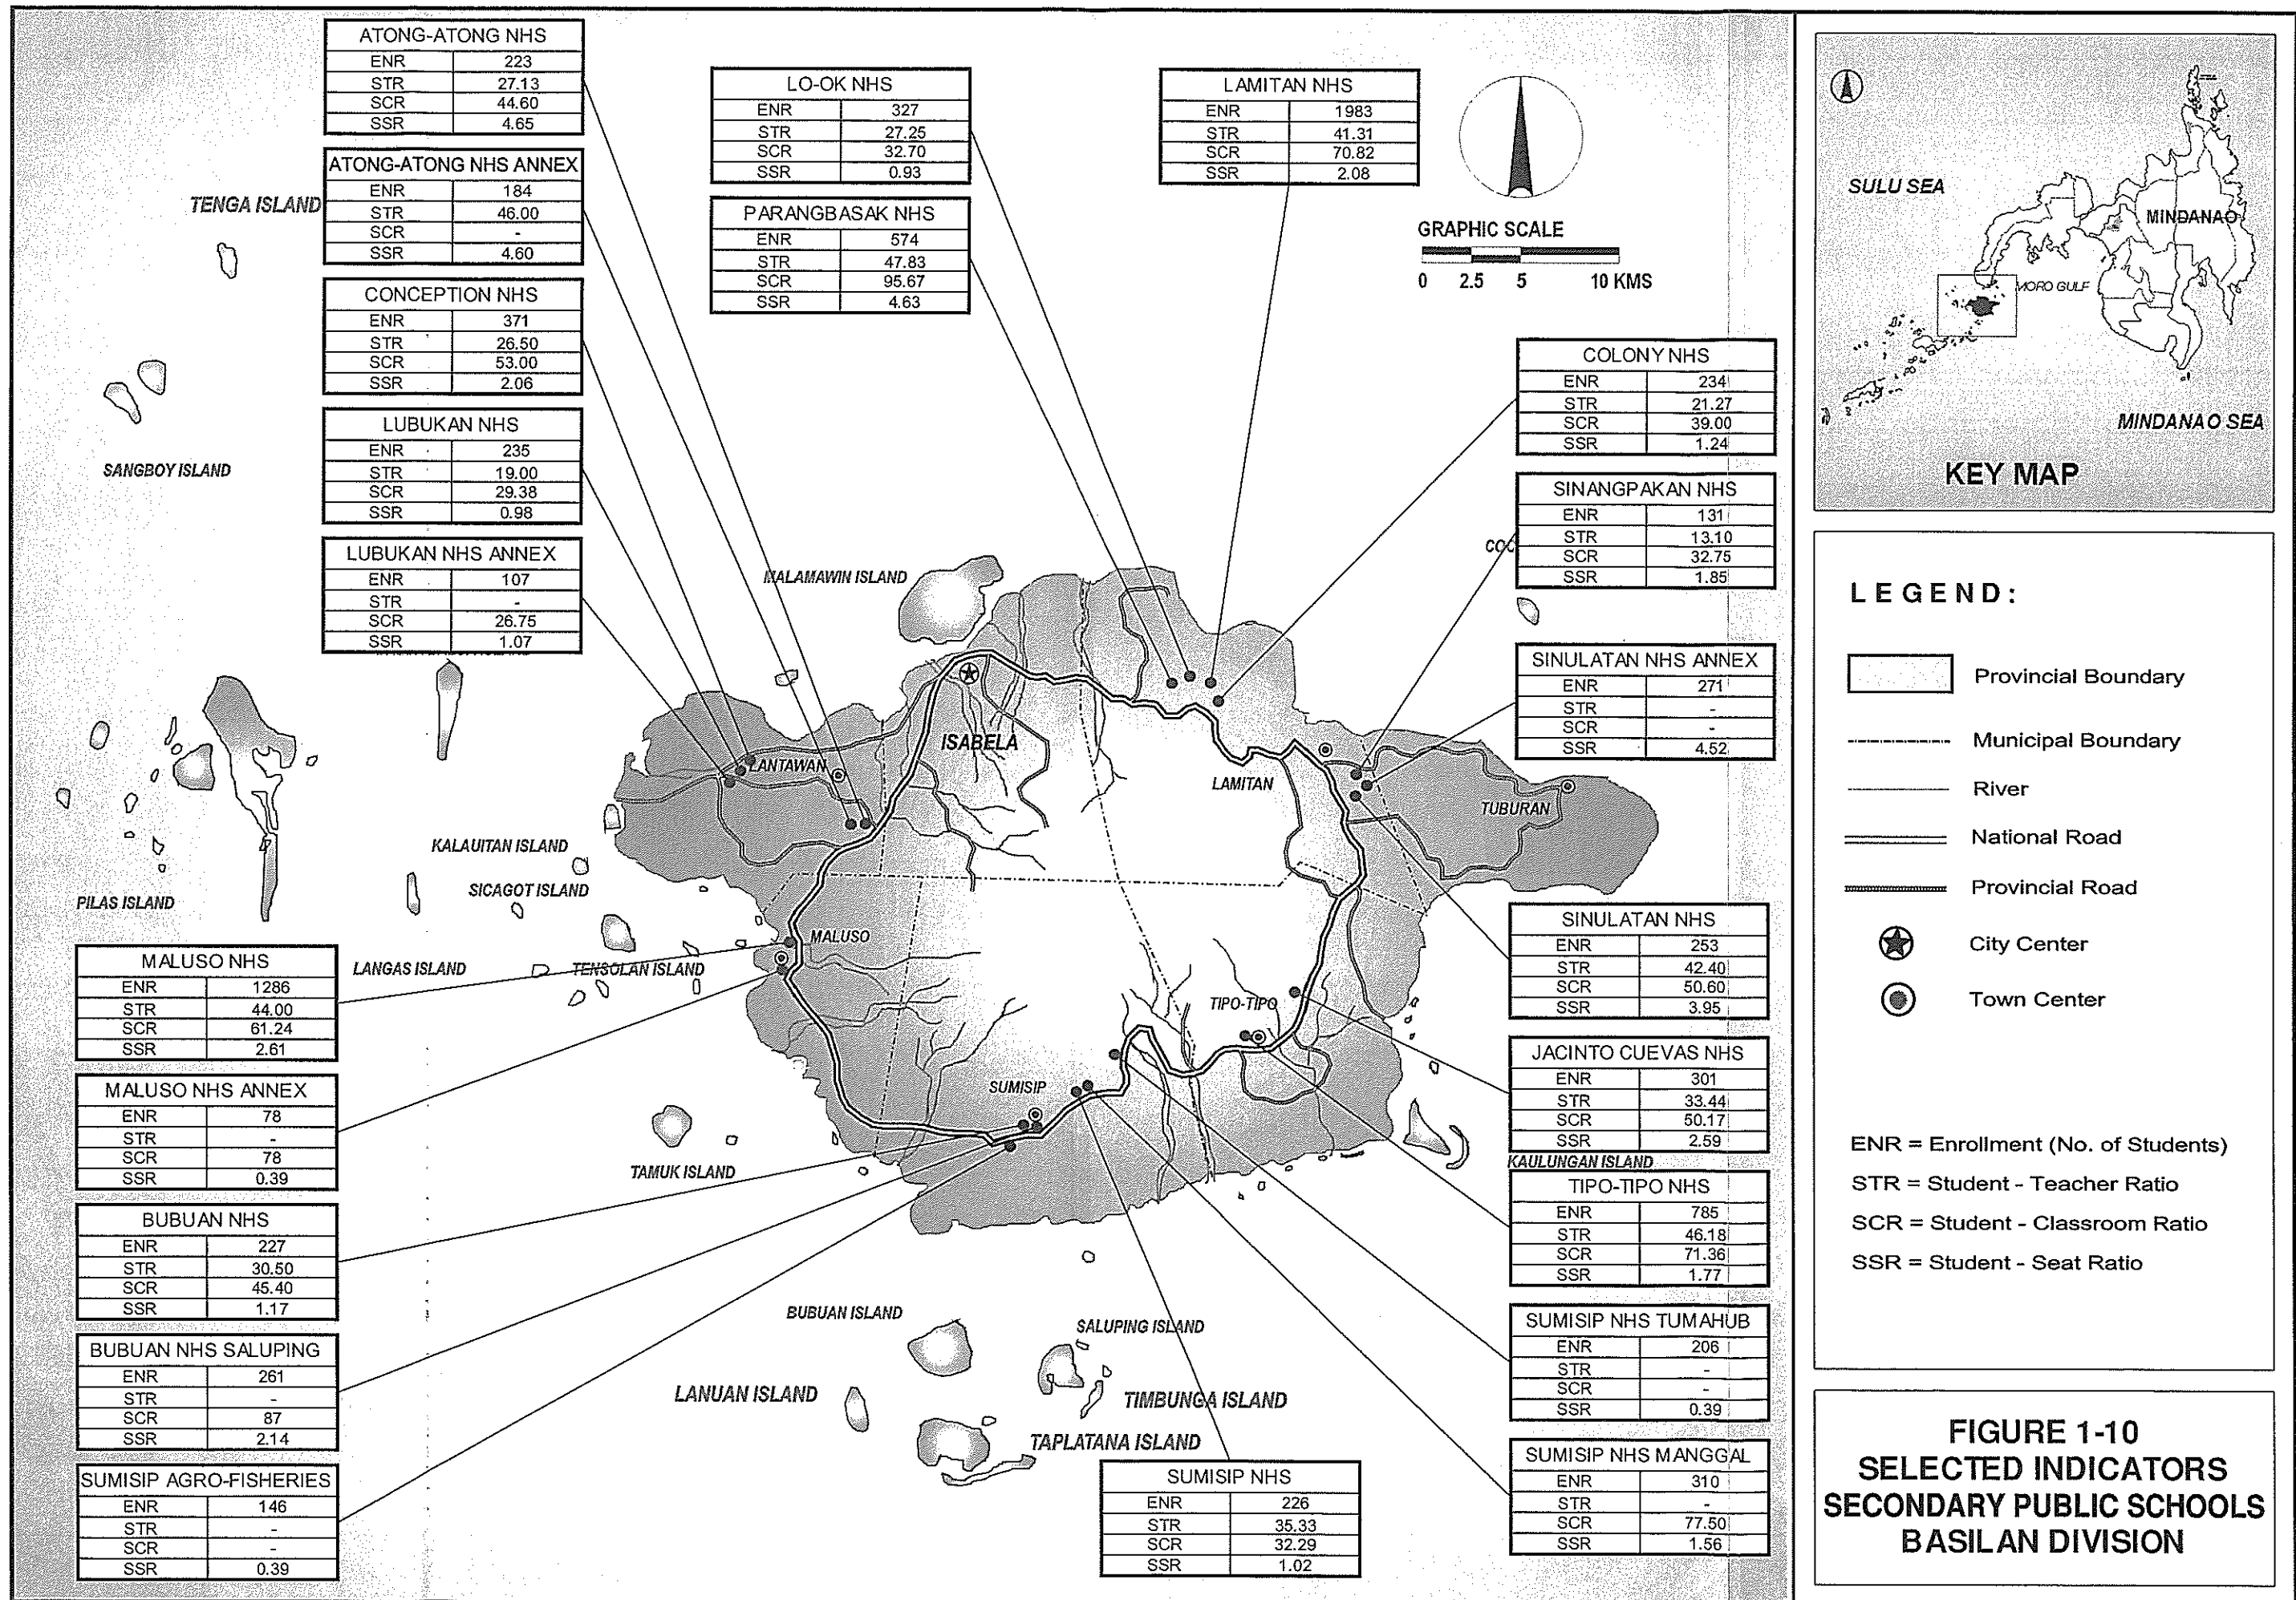 ATONG-ATONG NHS
ENR 223
STR 27.13
SCR 44.60
SSR 4.65
ATONG-ATONG NHS ANNEX
ENR 184
STR 46.00
SCR -
SSR 4.60
CONCEPTION NHS
ENR 371
STR 26.50
SCR 53.00
SSR 2.06
LUBUKAN NHS
ENR 235
STR 19.00
SCR 29.38
SSR 0.98
LUBUKAN NHS ANNEX
ENR 107
STR -
SCR 26.75
SSR 1.07
LO-OK NHS
ENR 327
STR 27.25
SCR 32.70
SSR 0.93
PARANGBASAK NHS
ENR 574
STR 47.83
SCR 95.67
SSR 4.63
LAMITAN NHS
ENR 1983
STR 41.31
SCR 70.82
SSR 2.08
GRAPHIC SCALE
0 2.5 5 10 KMS
COLONY NHS
ENR 234
STR 21.27
SCR 39.00
SSR 1.24
SINANGPAKAN NHS
ENR 131
STR 13.10
SCR 32.75
SSR 1.85
SINULATAN NHS ANNEX
ENR 271
STR -
SCR -
SSR 4.52
SINULATAN NHS
ENR 253
STR 42.40
SCR 50.60
SSR 3.95
JACINTO CUEVAS NHS
ENR 301
STR 33.44
SCR 50.17
SSR 2.59
KAULUNGAN ISLAND
TIPO-TIPO NHS
ENR 785
STR 46.18
SCR 71.36
SSR 1.77
SUMISIP NHS TUMAHUB
ENR 206
STR -
SCR -
SSR 0.39
SUMISIP NHS MANGGAL
ENR 310
STR -
SCR 77.50
SSR 1.56
SUMISIP NHS
ENR 226
STR 35.33
SCR 32.29
SSR 1.02
MALUSO NHS
ENR 1286
STR 44.00
SCR 61.24
SSR 2.61
MALUSO NHS ANNEX
ENR 78
STR -
SCR 78
SSR 0.39
BUBUAN NHS
ENR 227
STR 30.50
SCR 45.40
SSR 1.17
BUBUAN NHS SALUPING
ENR 261
STR -
SCR 87
SSR 2.14
SUMISIP AGRO-FISHERIES
ENR 146
STR -
SCR -
SSR 0.39
TENGA ISLAND
SANGBOY ISLAND
MALAMAWIN ISLAND
COC
ISABELA
LANTAWAN
LAMITAN
TUBURAN
KALAUITAN ISLAND
SICAGOT ISLAND
PILAS ISLAND
MALUSO
LANGAS ISLAND
TENSOLAN ISLAND
TIPO-TIPO
SUMISIP
TAMUK ISLAND
BUBUAN ISLAND
SALUPING ISLAND
LANUAN ISLAND
TIMBUNGA ISLAND
TAPLATANA ISLAND
SULU SEA
MINDANAO
MORO GULF
MINDANAO SEA
KEY MAP
LEGEND:
Provincial Boundary
Municipal Boundary
River
National Road
Provincial Road
City Center
Town Center
ENR = Enrollment (No. of Students)
STR = Student - Teacher Ratio
SCR = Student - Classroom Ratio
SSR = Student - Seat Ratio
FIGURE 1-10
SELECTED INDICATORS
SECONDARY PUBLIC SCHOOLS
BASILAN DIVISION